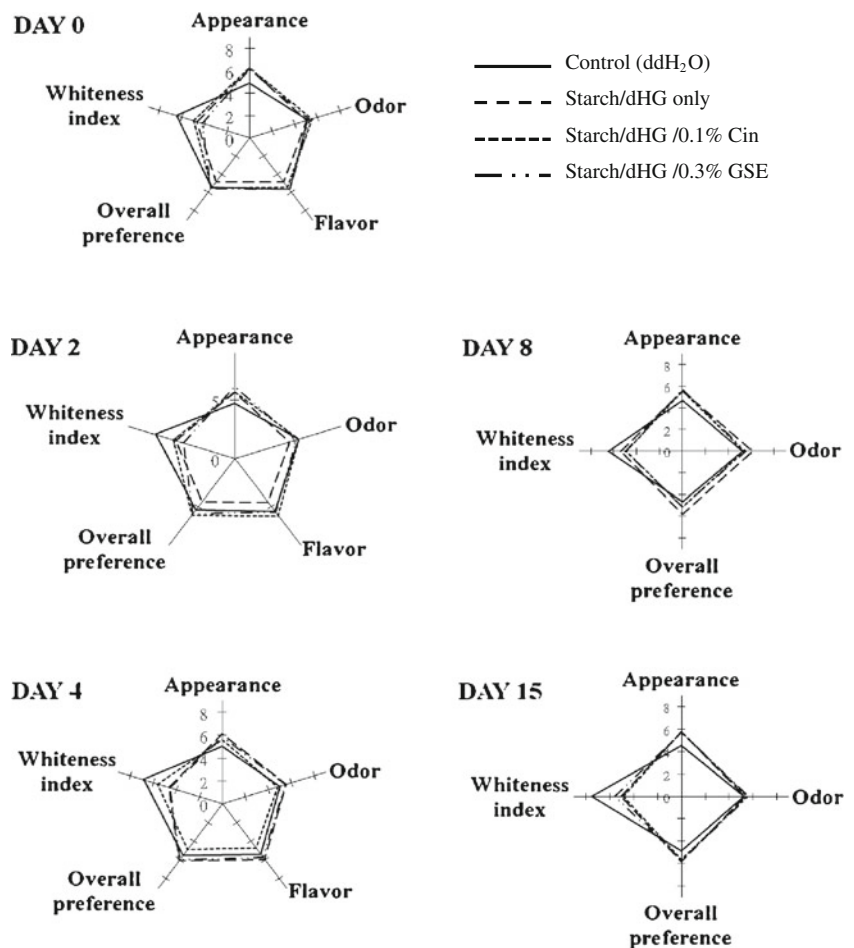 DAY 0
Appearance
8
6
4
2
0
Whiteness
index
Odor
Overall
preference
Flavor
Control (ddH₂O)
Starch/dHG only
Starch/dHG /0.1% Cin
Starch/dHG /0.3% GSE
DAY 2
Appearance
5
0
Whiteness
index
Odor
Overall
preference
Flavor
DAY 8
Appearance
8
6
2
0
Whiteness
index
Odor
Overall
preference
DAY 4
Appearance
8
6
4
2
0
Whiteness
index
Odor
Overall
preference
Flavor
DAY 15
Appearance
8
6
4
2
0
Whiteness
index
Odor
Overall
preference